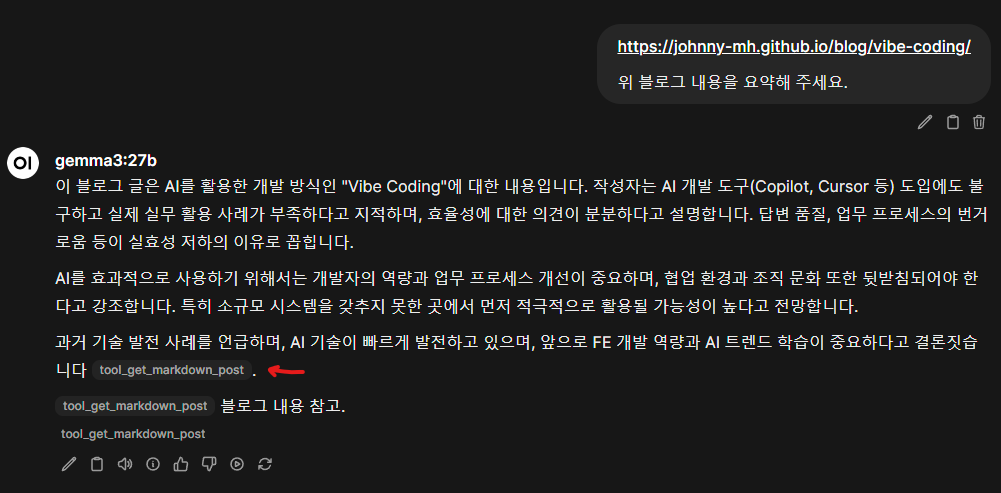 https://johnny-mh.github.io/blog/vibe-coding/
위 블로그 내용을 요약해 주세요.
OI
gemma3:27b
이 블로그 글은 AI를 활용한 개발 방식인 "Vibe Coding"에 대한 내용입니다. 작성자는 AI 개발 도구(Copilot, Cursor 등) 도입에도 불
구하고 실제 실무 활용 사례가 부족하다고 지적하며, 효율성에 대한 의견이 분분하다고 설명합니다. 답변 품질, 업무 프로세스의 번거
로움 등이 실효성 저하의 이유로 꼽힙니다.
AI를 효과적으로 사용하기 위해서는 개발자의 역량과 업무 프로세스 개선이 중요하며, 협업 환경과 조직 문화 또한 뒷받침되어야 한
다고 강조합니다. 특히 소규모 시스템을 갖추지 못한 곳에서 먼저 적극적으로 활용될 가능성이 높다고 전망합니다.
과거 기술 발전 사례를 언급하며, AI 기술이 빠르게 발전하고 있으며, 앞으로 FE 개발 역량과 AI 트렌드 학습이 중요하다고 결론짓습
니다 tool_get_markdown_post .
tool_get_markdown_post 블로그 내용 참고.
tool_get_markdown_post